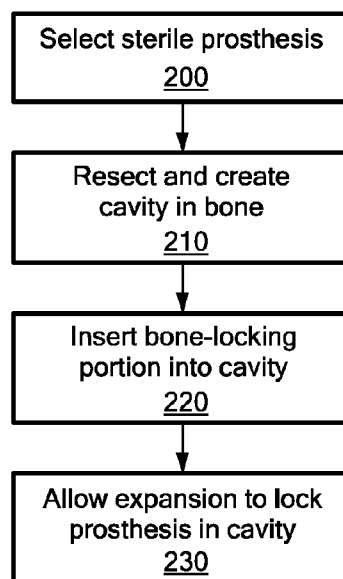 Select sterile prosthesis
200
Resect and create
cavity in bone
210
Insert bone-locking
portion into cavity
220
Allow expansion to lock
prosthesis in cavity
230